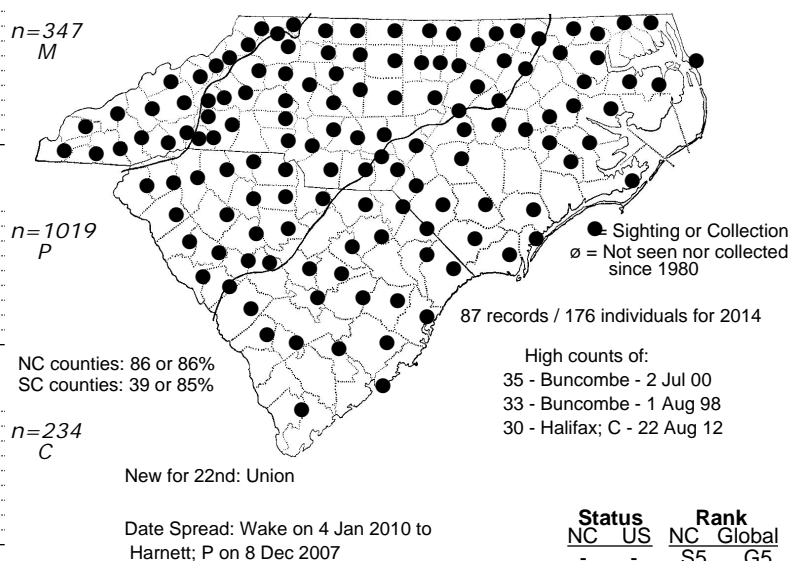 n=347
M
n=1019
P
= Sighting or Collection
ø = Not seen nor collected
since 1980
87 records / 176 individuals for 2014
NC counties: 86 or 86%
SC counties: 39 or 85%
High counts of:
35 - Buncombe - 2 Jul 00
33 - Buncombe - 1 Aug 98
30 - Halifax; C - 22 Aug 12
n=234
C
New for 22nd: Union
Date Spread: Wake on 4 Jan 2010 to
Harnett; P on 8 Dec 2007
Status Rank
NC US NC Global
- - S5 G5